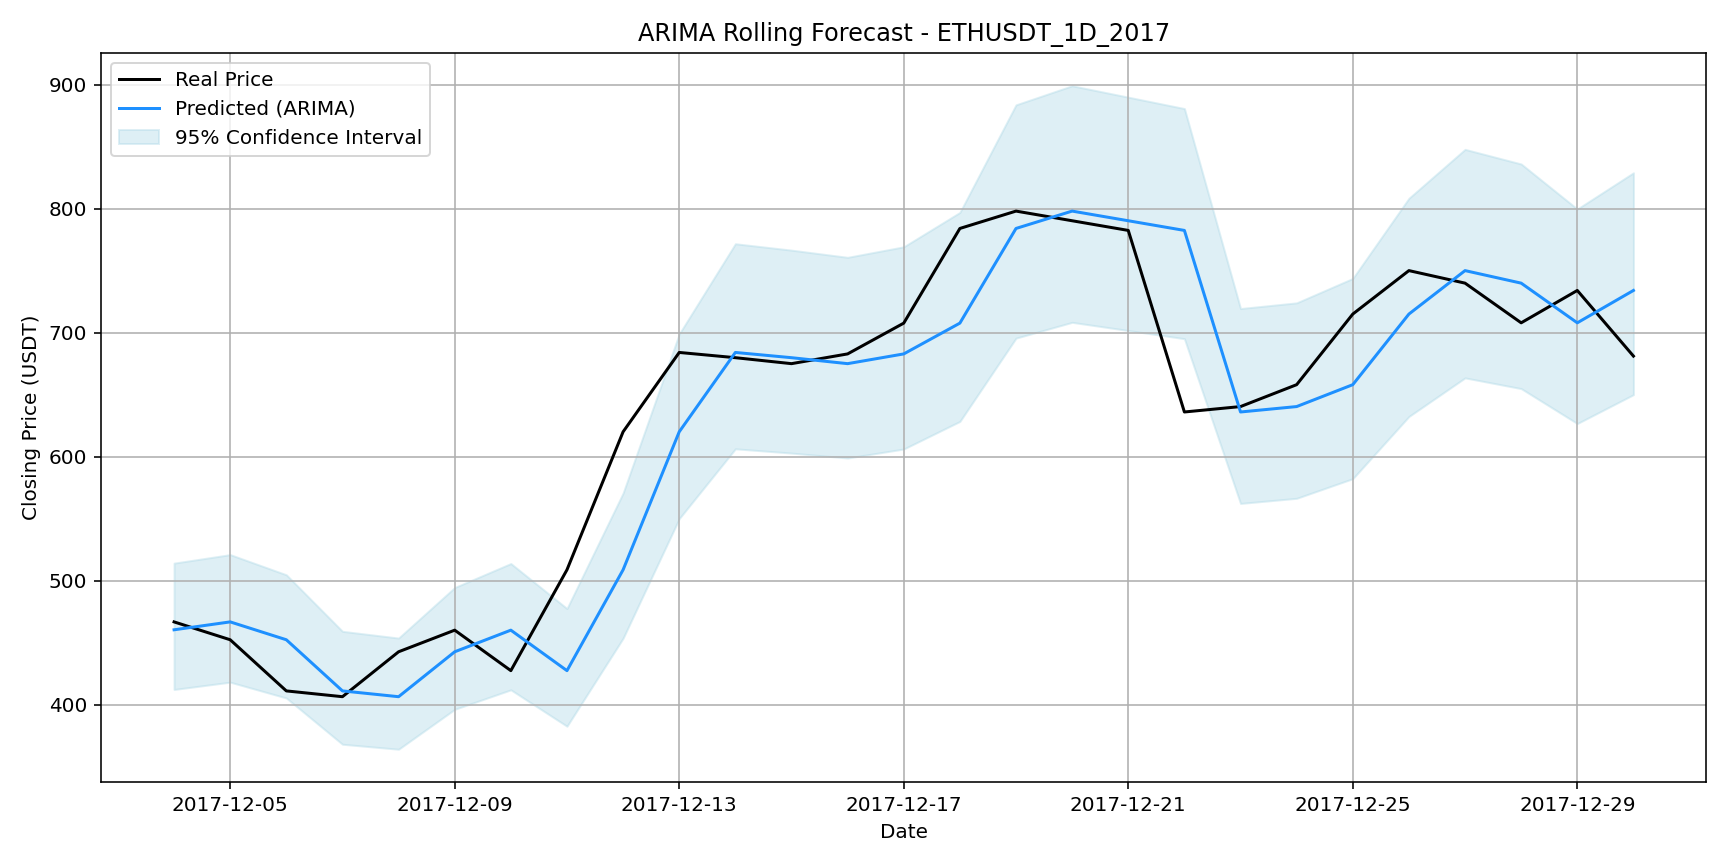 ARIMA Rolling Forecast - ETHUSDT_1D_2017
Real Price
Predicted (ARIMA)
95% Confidence Interval
Closing Price (USDT)
900
800
700
600
500
400
2017-12-05
2017-12-09
2017-12-13
2017-12-17
2017-12-21
2017-12-25
2017-12-29
Date